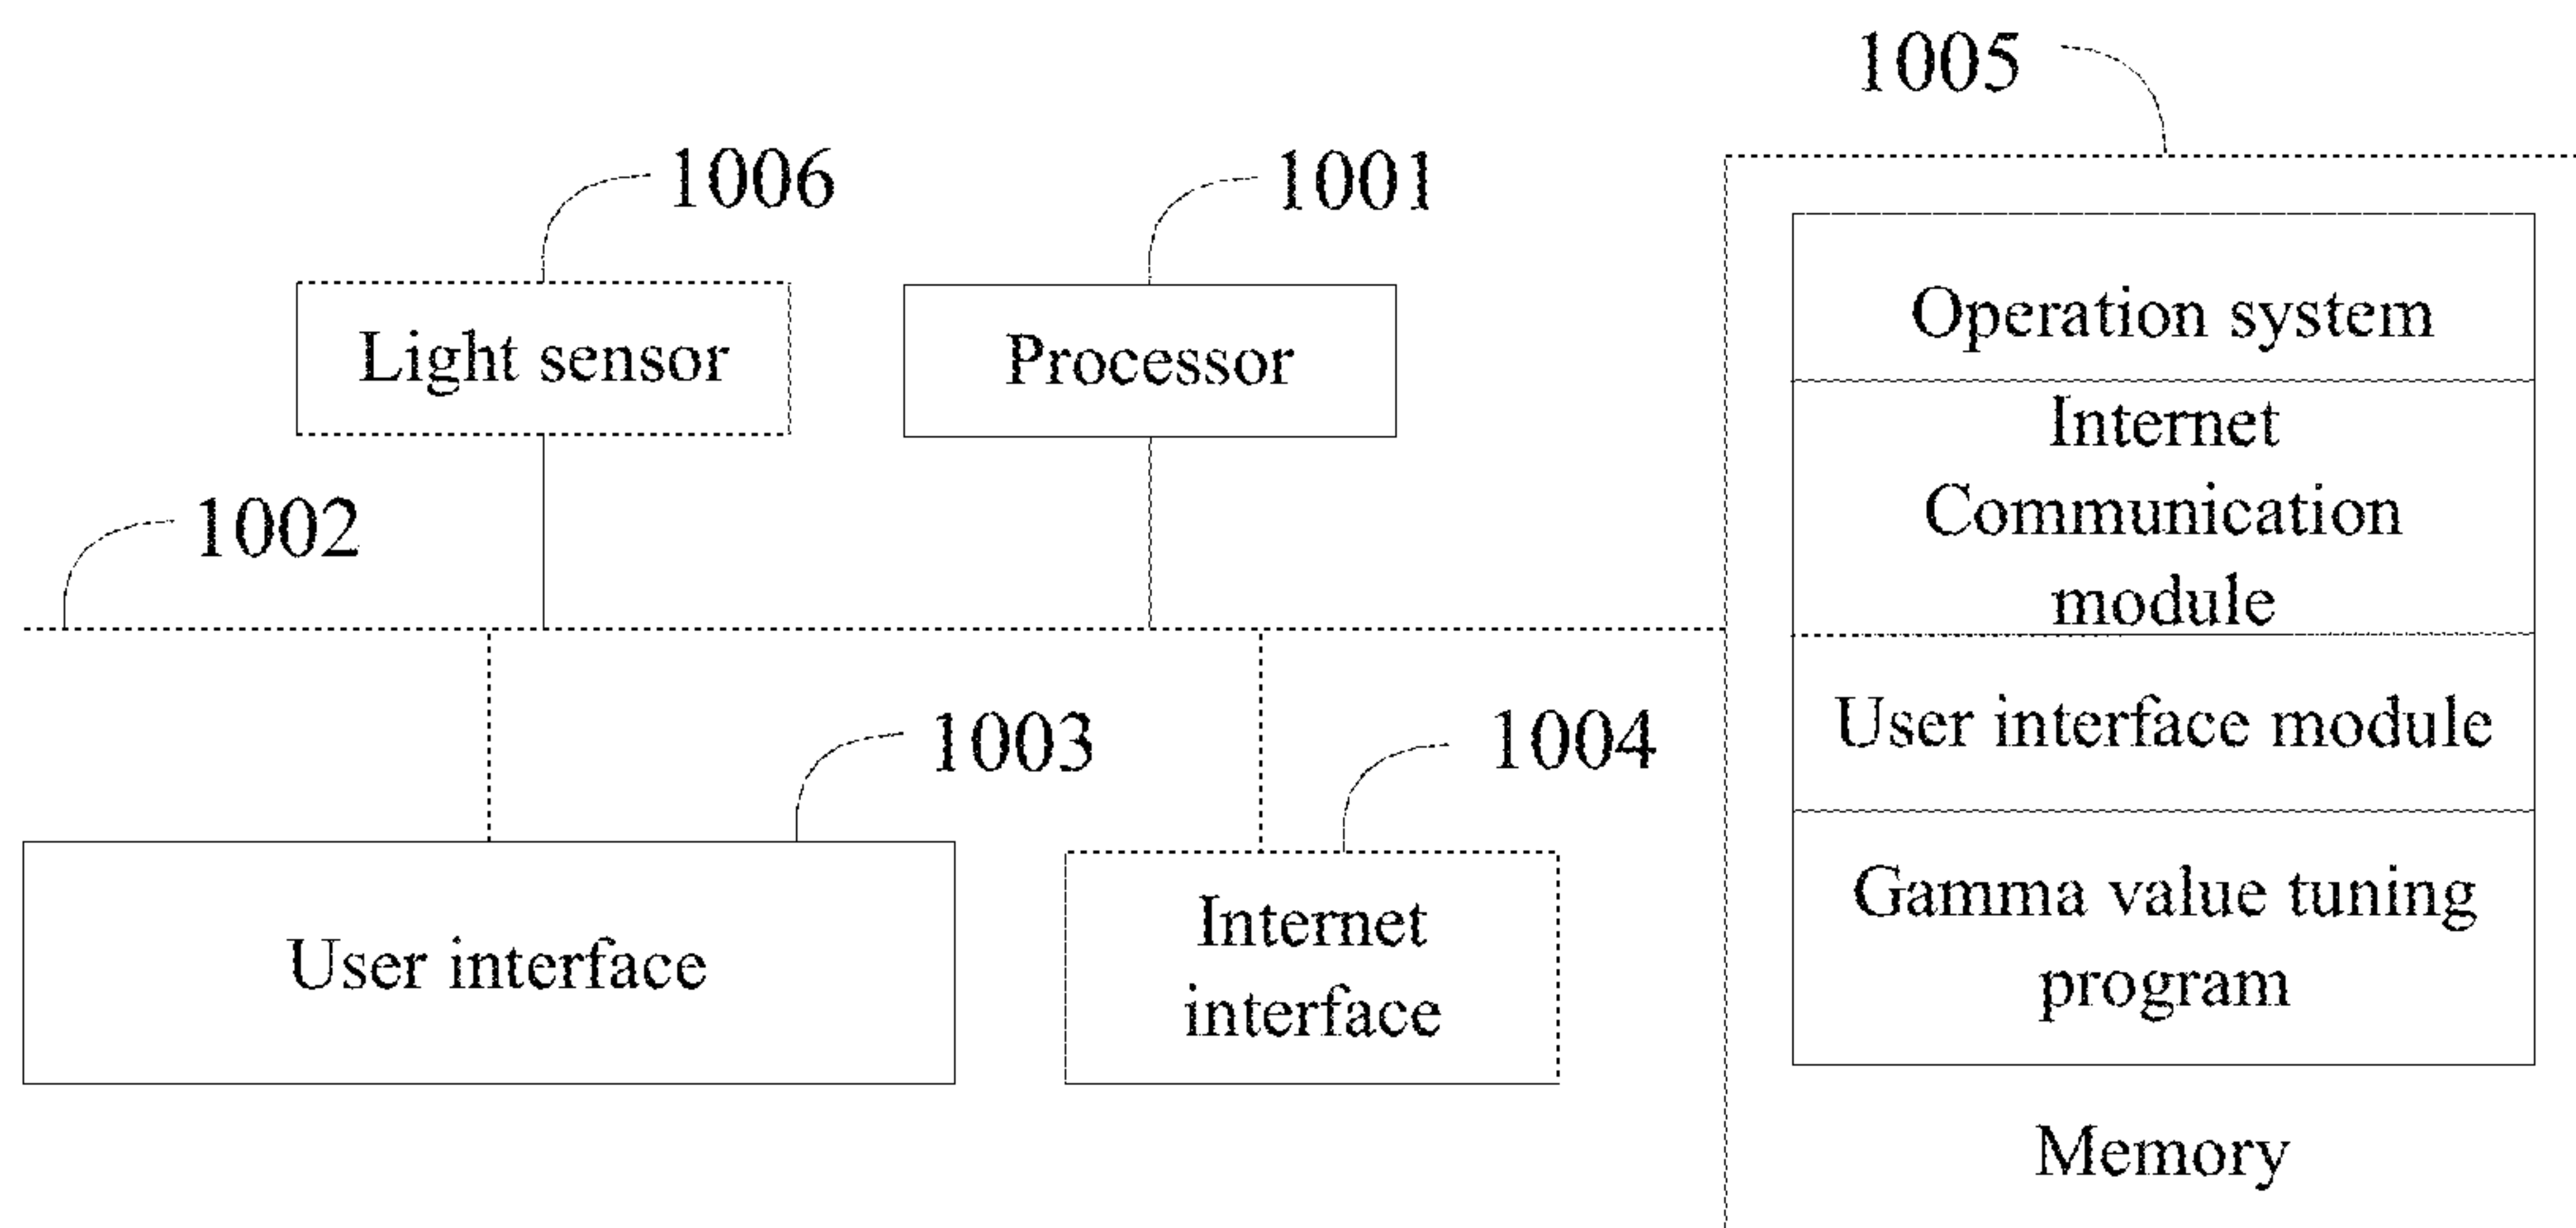 1005
1006
1001
Light sensor
Processor
Operation system
Internet
Communication
module
1002
1003
1004
User interface module
User interface
Internet
interface
Gamma value tuning
program
Memory